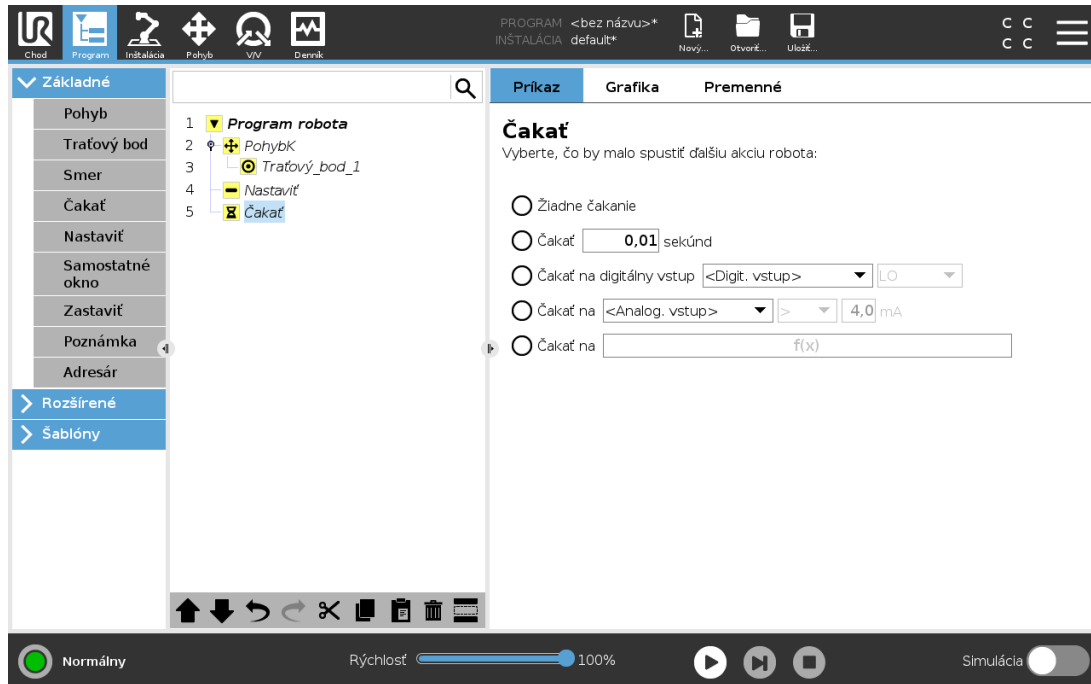 PROGRAM <bez názvu>*
INŠTALÁCIA default*
Chod Program Inštalácia Pohyb V/V Denník Nový... Otvoriť... Uložiť...
C C
C C
Základné
Pohyb
Traťový bod
Smer
Čakať
Nastaviť
Samostatné
okno
Zastaviť
Poznámka
Adresár
Rozšírené
Šablóny
1 Program robota
2 PohybK
3 Traťový_bod_1
4 Nastaviť
5 Čakať
Príkaz Grafika Premenné
Čakať
Vyberte, čo by malo spustiť ďalšiu akciu robota:
Žiadne čakanie
Čakať 0,01 sekúnd
Čakať na digitálny vstup <Digit. vstup> LO
Čakať na <Analog. vstup> > 4,0 mA
Čakať na f(x)
Normálny
Rýchlosť 100%
Simulácia